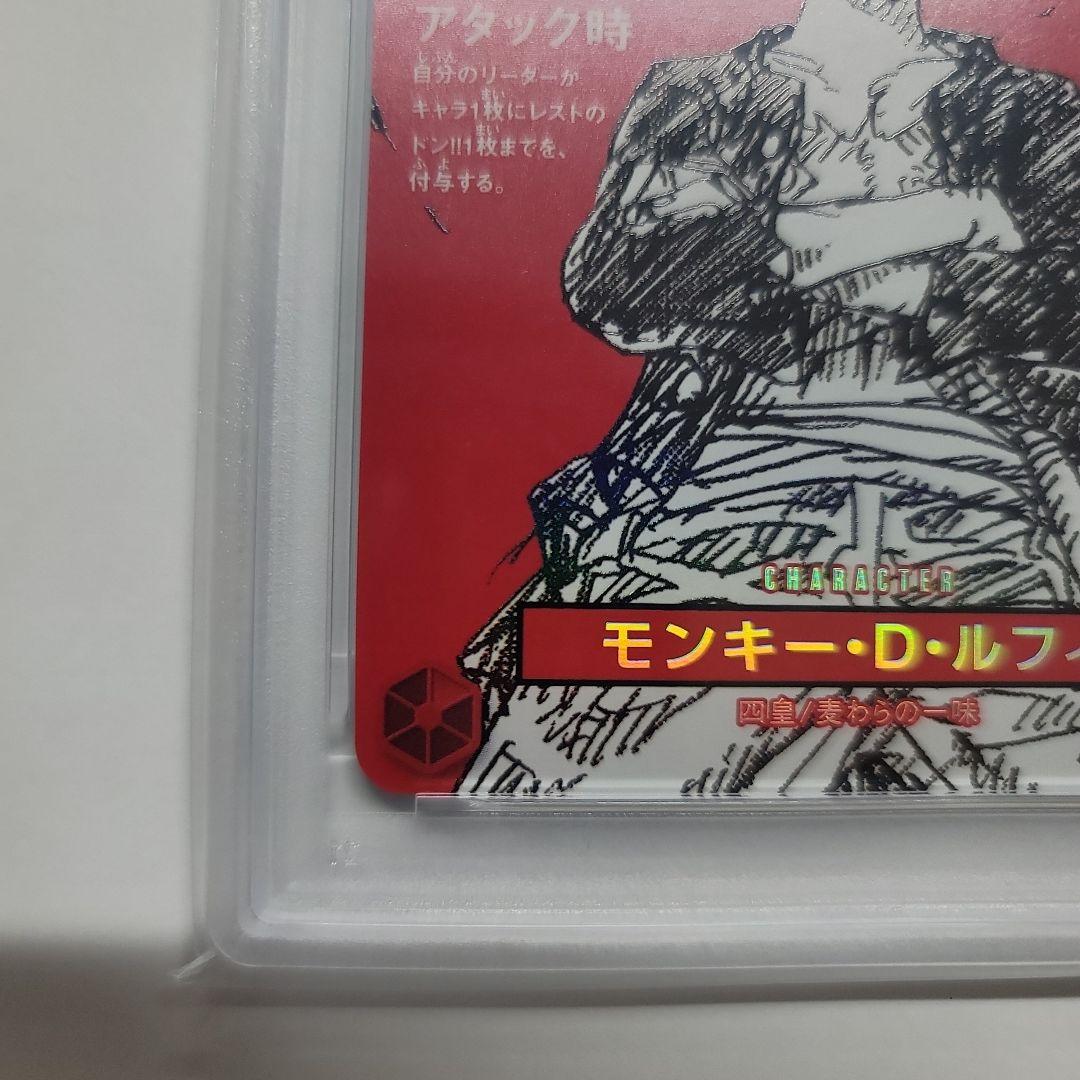 アタック時
自分のリーダーか
キャラ1枚にレストの
ドン!!1枚までを、
付与する。
CHARACTER
モンキー・D・ルフィ
四皇/麦わらの一味